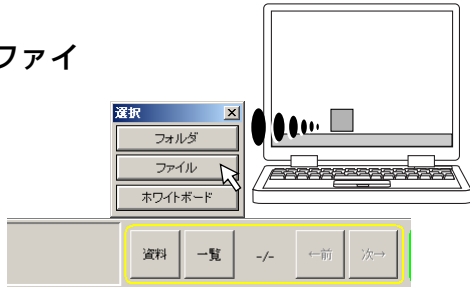 ファイ
選択
フォルダ
ファイル
ホワイトボード
資料 一覧 -/- ←前 次→